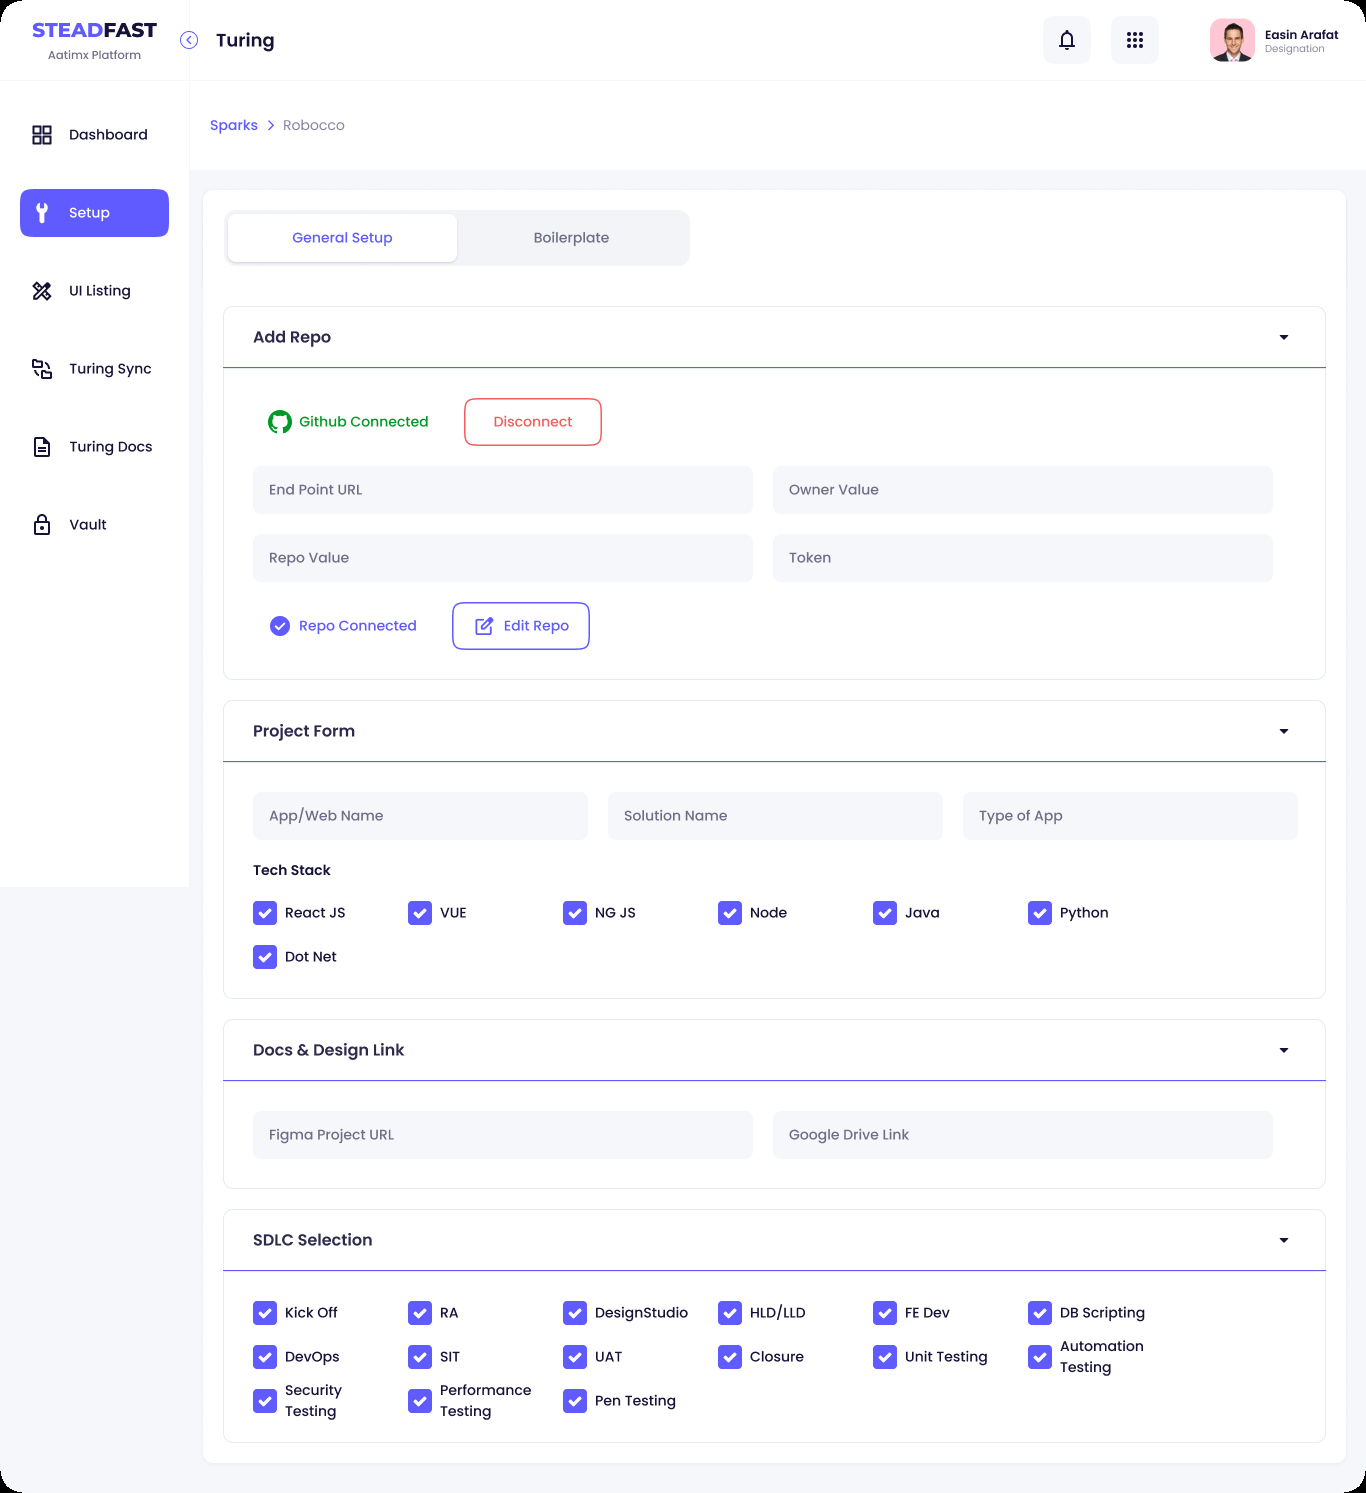 STEADFAST
Aatimx Platform
Turing
Easin Arafat
Designation
Dashboard
Setup
UI Listing
Turing Sync
Turing Docs
Vault
Sparks > Robocco
General Setup
Boilerplate
Add Repo
Github Connected
Disconnect
End Point URL
Owner Value
Repo Value
Token
Repo Connected
Edit Repo
Project Form
App/Web Name
Solution Name
Type of App
Tech Stack
React JS
VUE
NG JS
Node
Java
Python
Dot Net
Docs & Design Link
Figma Project URL
Google Drive Link
SDLC Selection
Kick Off
RA
DesignStudio
HLD/LLD
FE Dev
DB Scripting
DevOps
SIT
UAT
Closure
Unit Testing
Automation
Testing
Security
Testing
Performance
Testing
Pen Testing